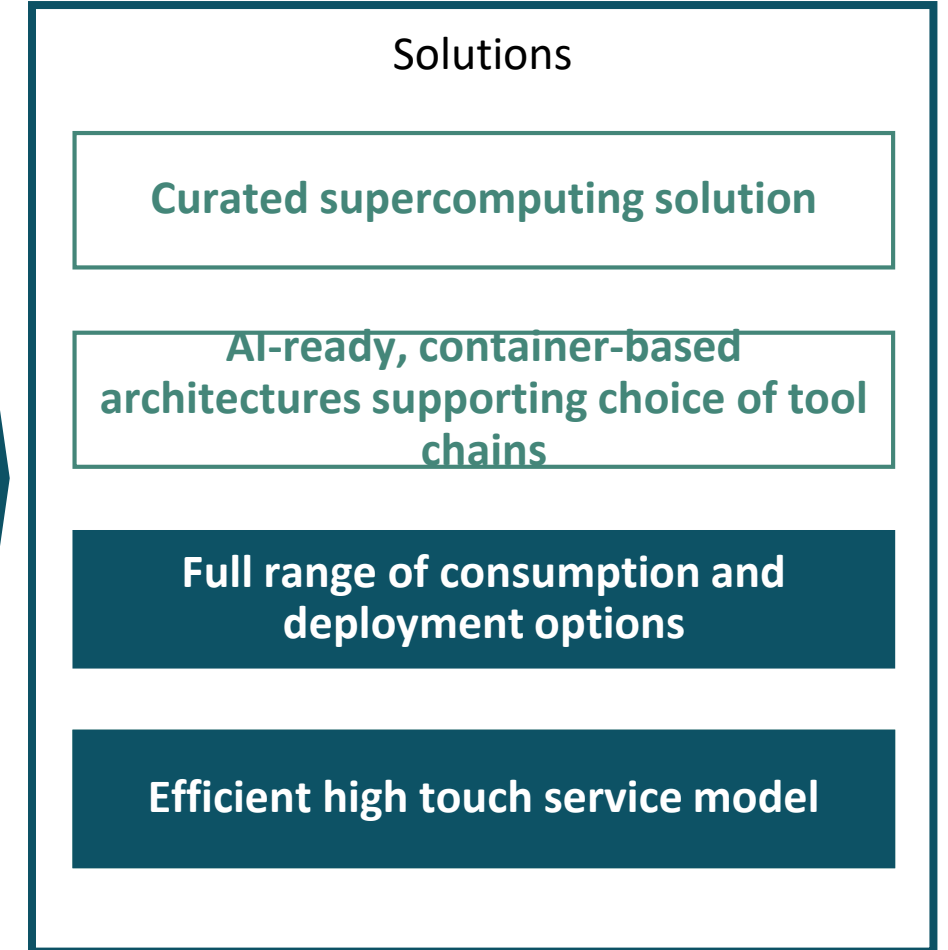 Solutions
Curated supercomputing solution
AI-ready, container-based
architectures supporting choice of tool
chains
Full range of consumption and
deployment options
Efficient high touch service model